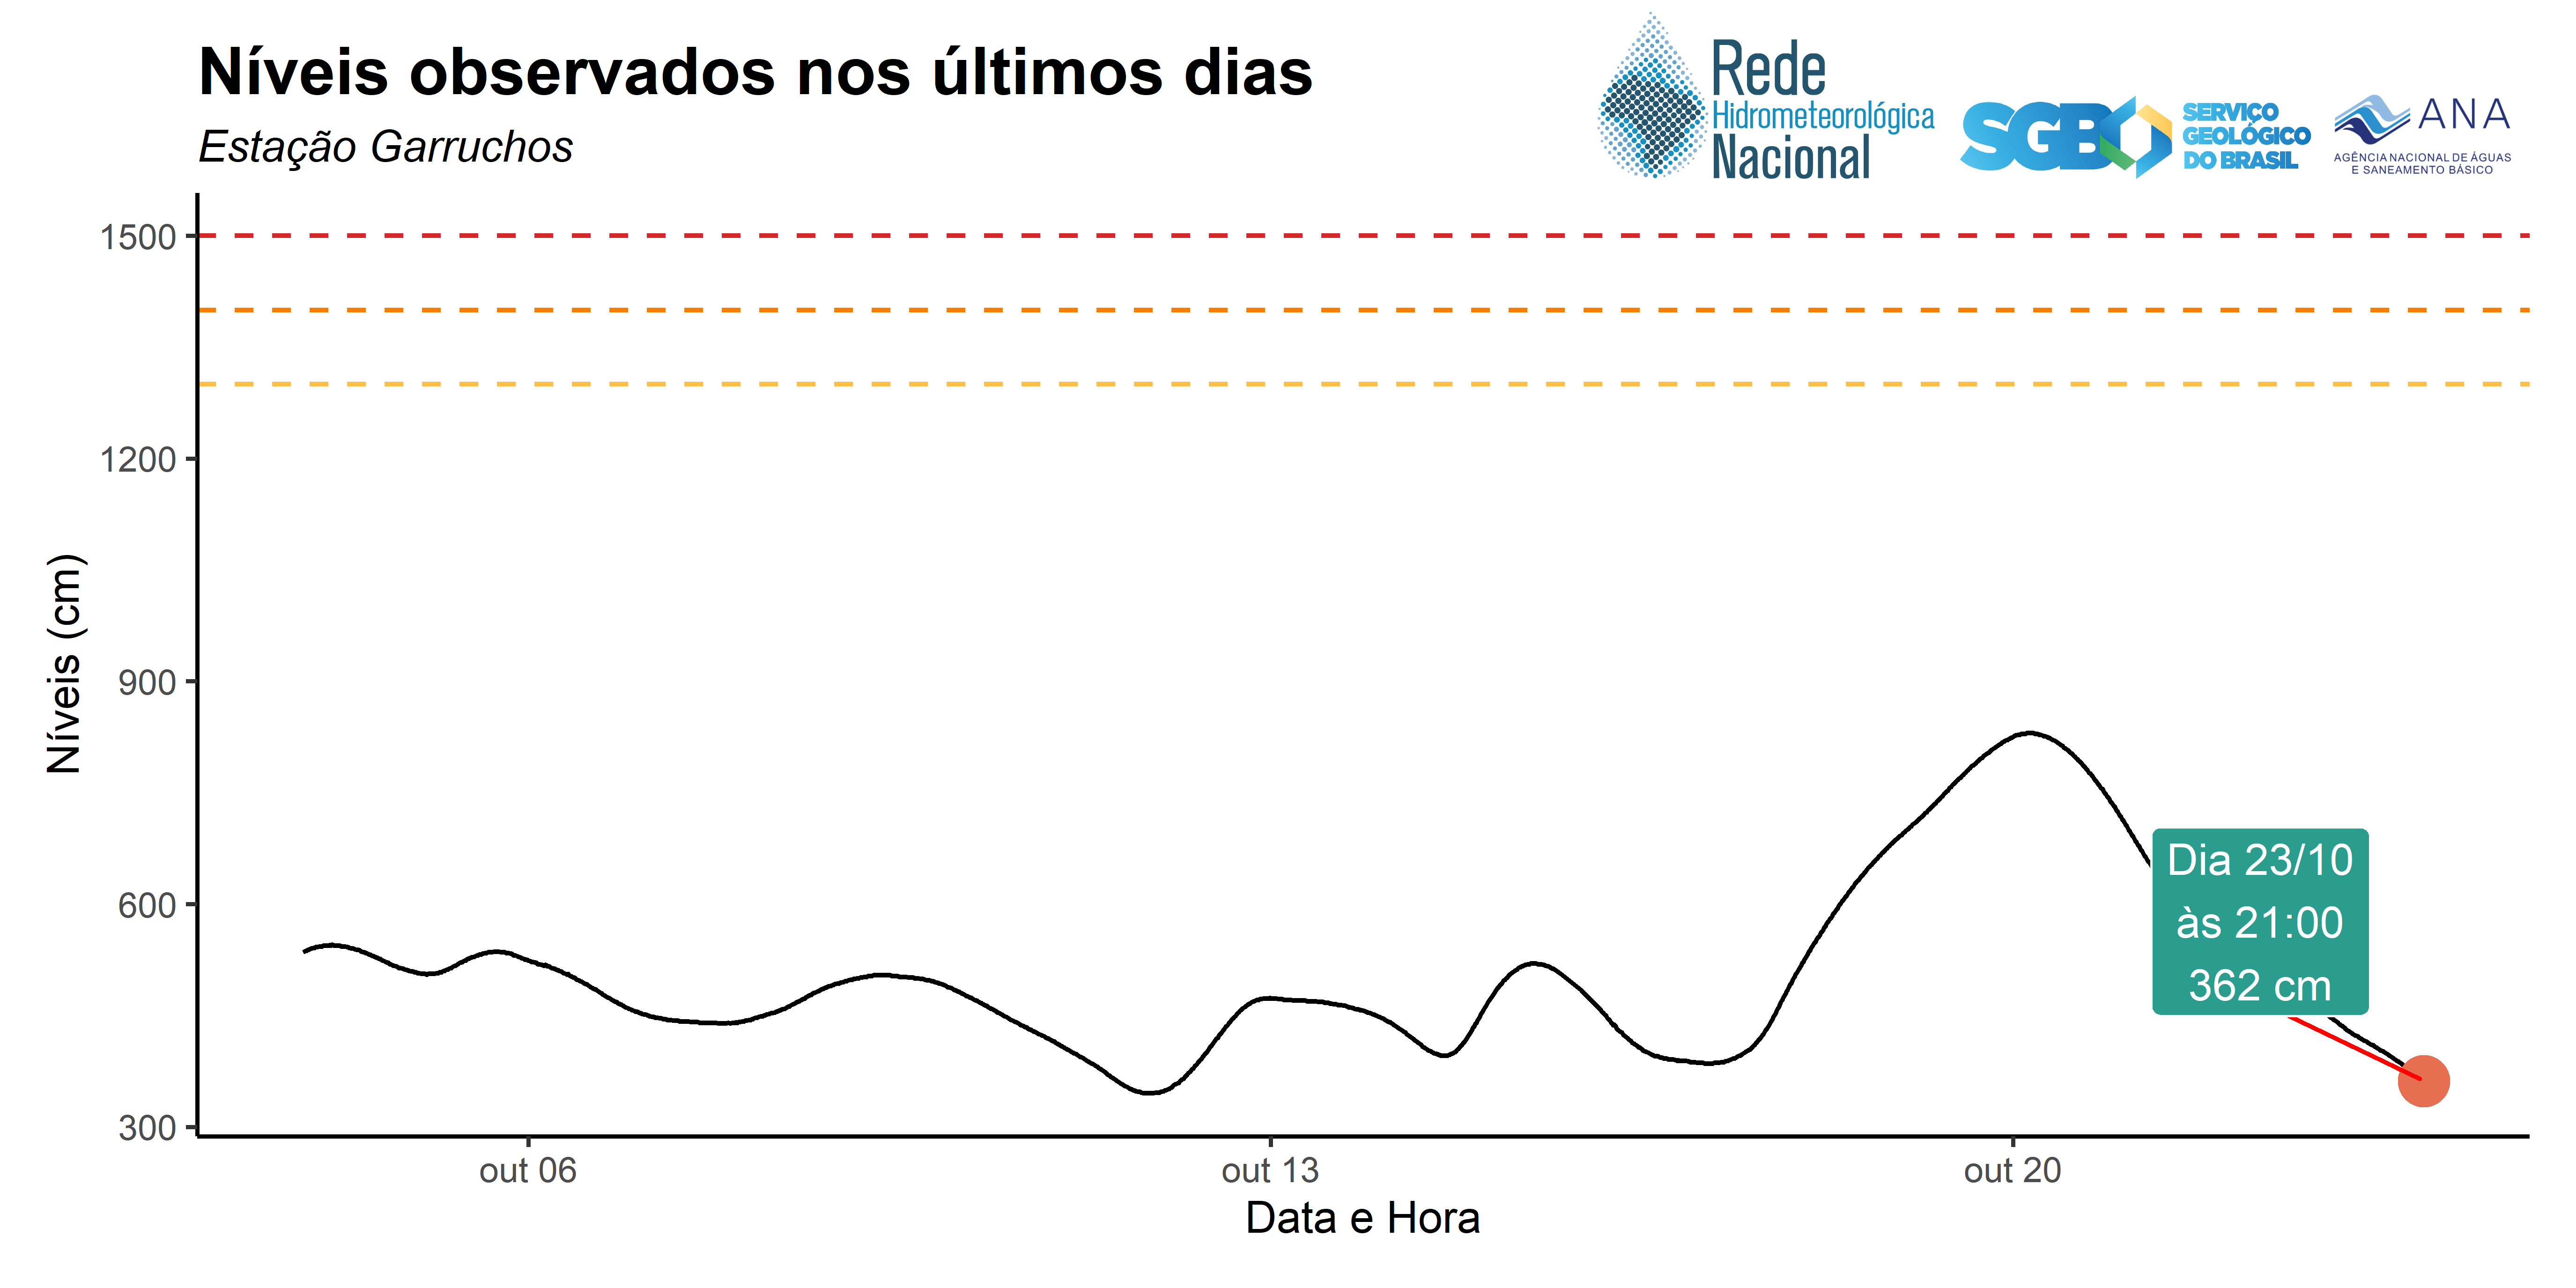 Níveis observados nos últimos dias
Estação Garruchos
Rede
Hidrometeorológica
Nacional
SGB
SERVIÇO
GEOLÓGICO
DO BRASIL
ANA
AGÊNCIA NACIONAL DE ÁGUAS
E SANEAMENTO BÁSICO
Níveis (cm)
1500
1200
900
600
300
Dia 23/10
às 21:00
362 cm
out 06
out 13
out 20
Data e Hora